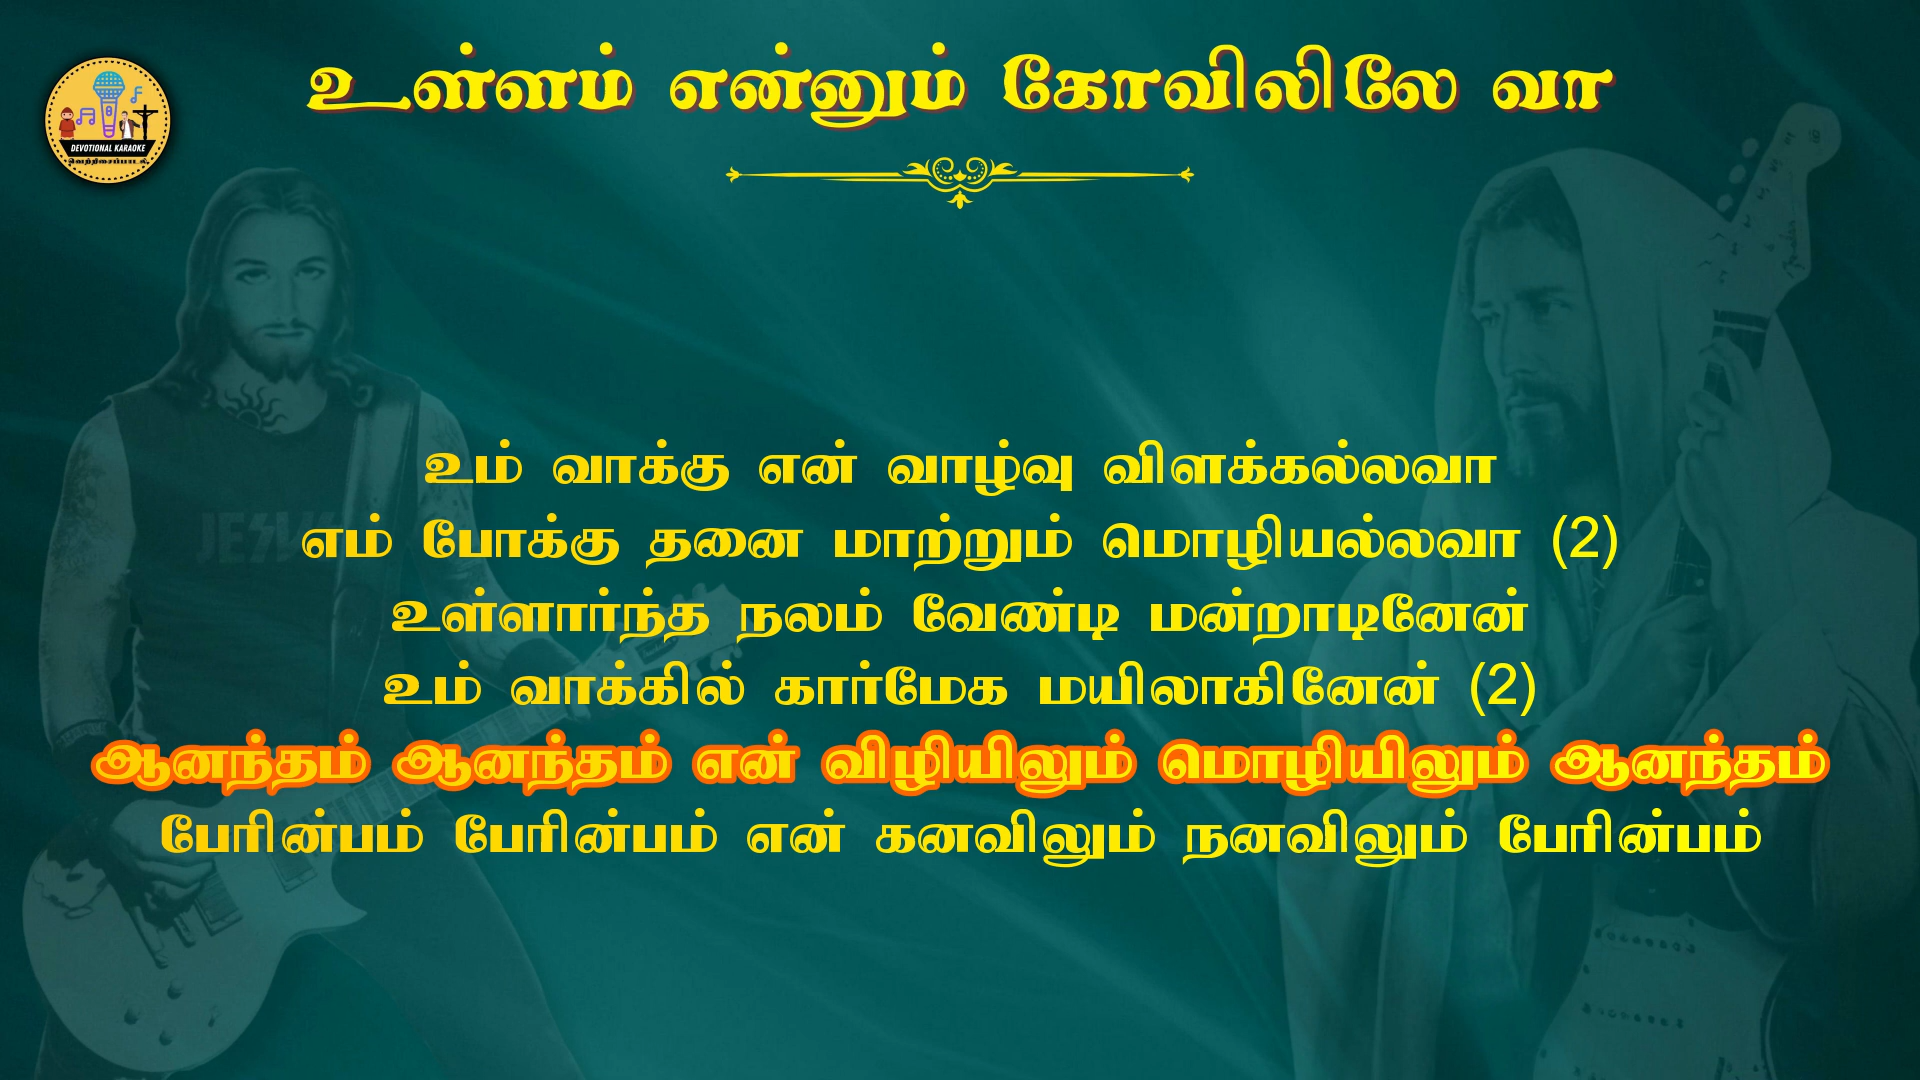 உள்ளம் என்னும் கோவிலிலே வா
DEVOTIONAL KARAOKE
உம் வாக்கு என் வாழ்வு விளக்கல்லவா
எம் போக்கு தனை மாற்றும் மொழியல்லவா (2)
உள்ளார்ந்த நலம் வேண்டி மன்றாடினேன்
உம் வாக்கில் கார்மேக மயிலாகினேன் (2)
ஆனந்தம் ஆனந்தம் என் விழியிலும் மொழியிலும் ஆனந்தம்
பேரின்பம் பேரின்பம் என் கனவிலும் நனவிலும் பேரின்பம்